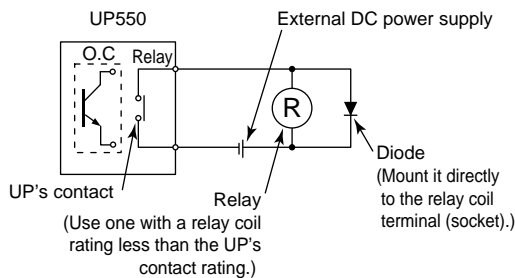 UP550
External DC power supply
O.C
Relay
R
UP's contact
Relay
(Use one with a relay coil
rating less than the UP's
contact rating.)
Diode
(Mount it directly
to the relay coil
terminal (socket).)